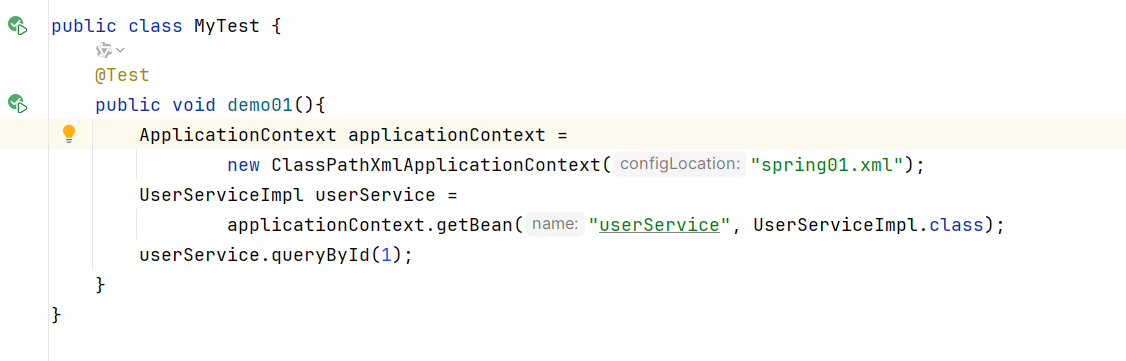 public class MyTest {
@Test
public void demo01(){
ApplicationContext applicationContext =
new ClassPathXmlApplicationContext( configLocation: "spring01.xml");
UserServiceImpl userService =
applicationContext.getBean( name: "userService", UserServiceImpl.class);
userService.queryById(1);
}
}